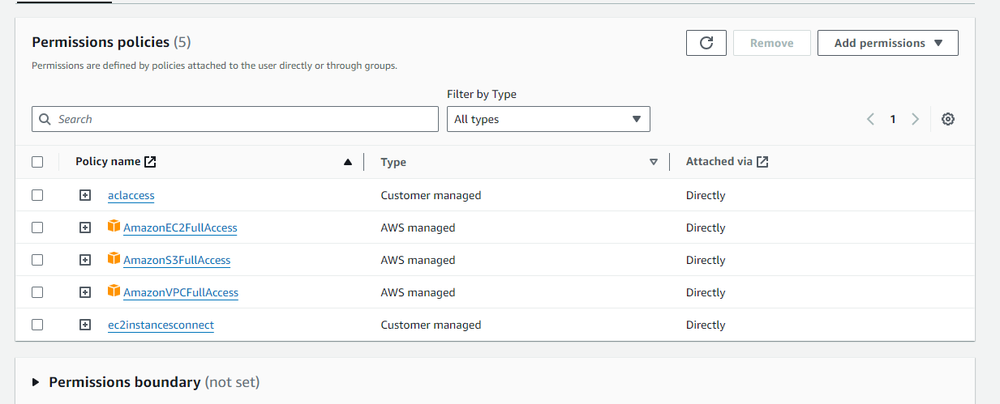 Permissions policies (5)
Remove
Add permissions
Permissions are defined by policies attached to the user directly or through groups.
Filter by Type
Search
All types
1
Policy name
Type
Attached via
aclaccess
Customer managed
Directly
AmazonEC2FullAccess
AWS managed
Directly
AmazonS3FullAccess
AWS managed
Directly
AmazonVPCFullAccess
AWS managed
Directly
ec2instancesconnect
Customer managed
Directly
Permissions boundary (not set)